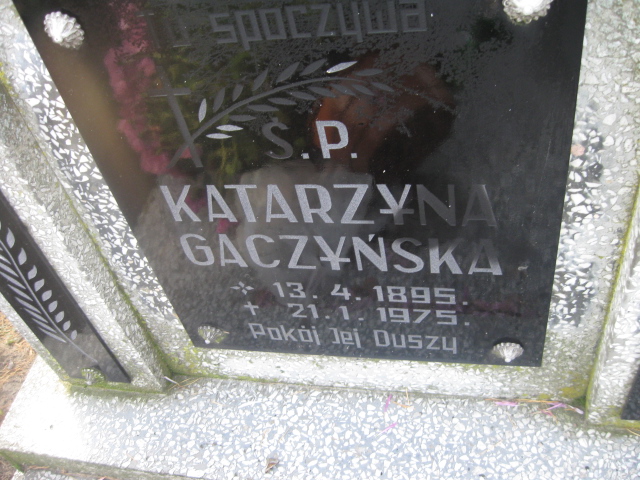 spoczywa
Ś.P.
KATARZYNA
GACZYŃSKA
* 13. 4. 1895.
+ 21. 1. 1975.
Pokój Jej Duszy